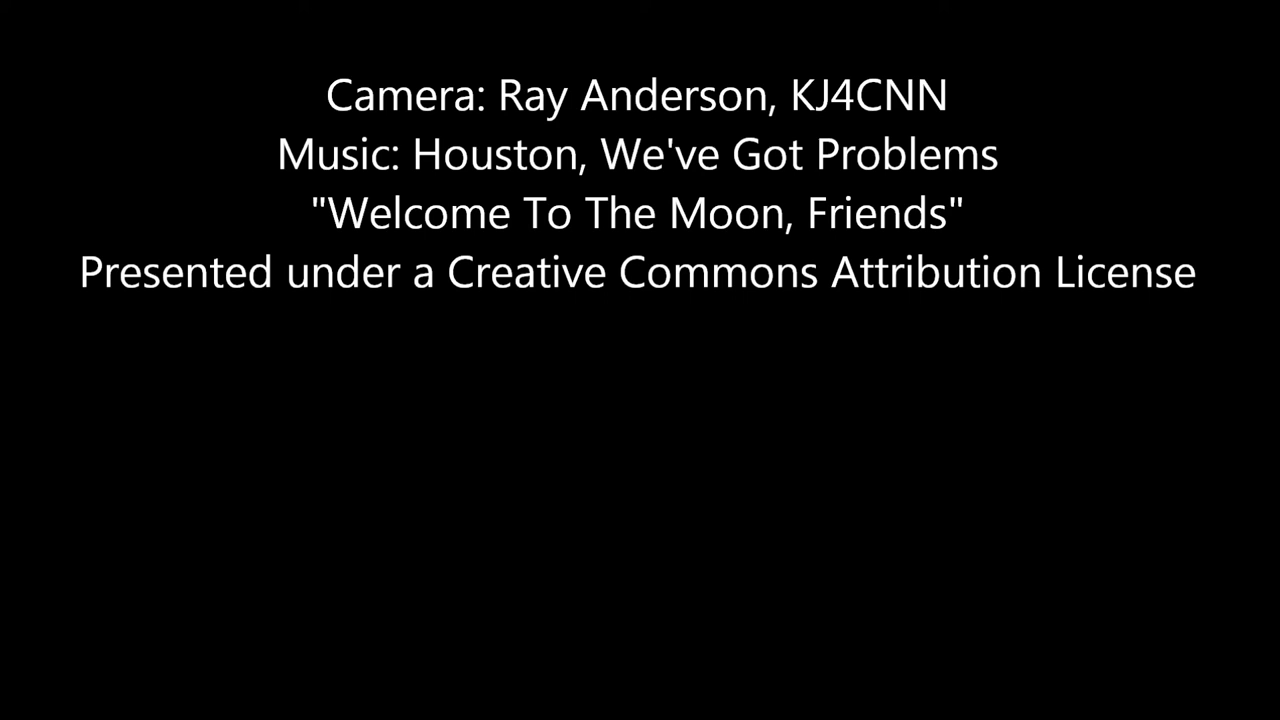 Camera: Ray Anderson, KJ4CNN
Music: Houston, We've Got Problems
"Welcome To The Moon, Friends"
Presented under a Creative Commons Attribution License